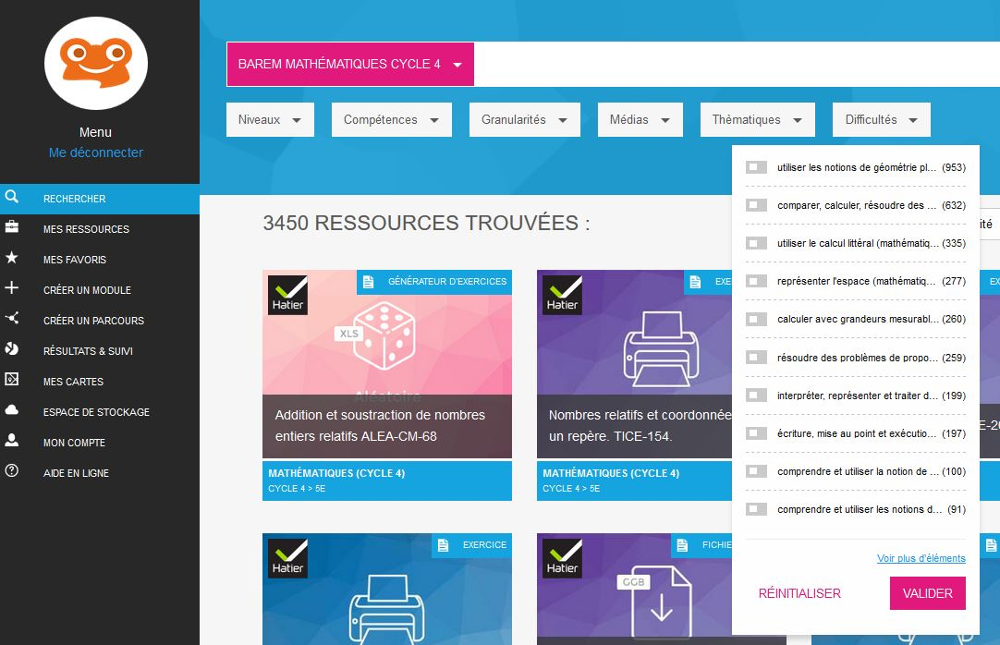 Menu
Me déconnecter
RECHERCHER
MES RESSOURCES
MES FAVORIS
CRÉER UN MODULE
CRÉER UN PARCOURS
RÉSULTATS & SUIVI
MES CARTES
ESPACE DE STOCKAGE
MON COMPTE
AIDE EN LIGNE
BAREM MATHÉMATIQUES CYCLE 4
Niveaux
Compétences
Granularités
Médias
Thèmatiques
Difficultés
utiliser les notions de géométrie pl... (953)
comparer, calculer, résoudre des ... (632)
utiliser le calcul littéral (mathématiq... (335)
représenter l'espace (mathématiq... (277)
calculer avec grandeurs mesurabl... (260)
résoudre des problèmes de propo... (259)
interpréter, représenter et traiter d... (199)
écriture, mise au point et exécutio... (197)
comprendre et utiliser la notion de ... (100)
comprendre et utiliser les notions d... (91)
Voir plus d'éléments
RÉINITIALISER
VALIDER
ité
3450 RESSOURCES TROUVÉES :
Hatier
GÉNÉRATEUR D'EXERCICES
XLS
Aléatoire
Addition et soustraction de nombres
entiers relatifs ALEA-CM-68
MATHÉMATIQUES (CYCLE 4)
CYCLE 4 > 5E
Hatier
EXE
Nombres relatifs et coordonnée
un repère. TICE-154.
MATHÉMATIQUES (CYCLE 4)
CYCLE 4 > 5E
EX
Hatier
EXERCICE
Hatier
FICHIE
GGB